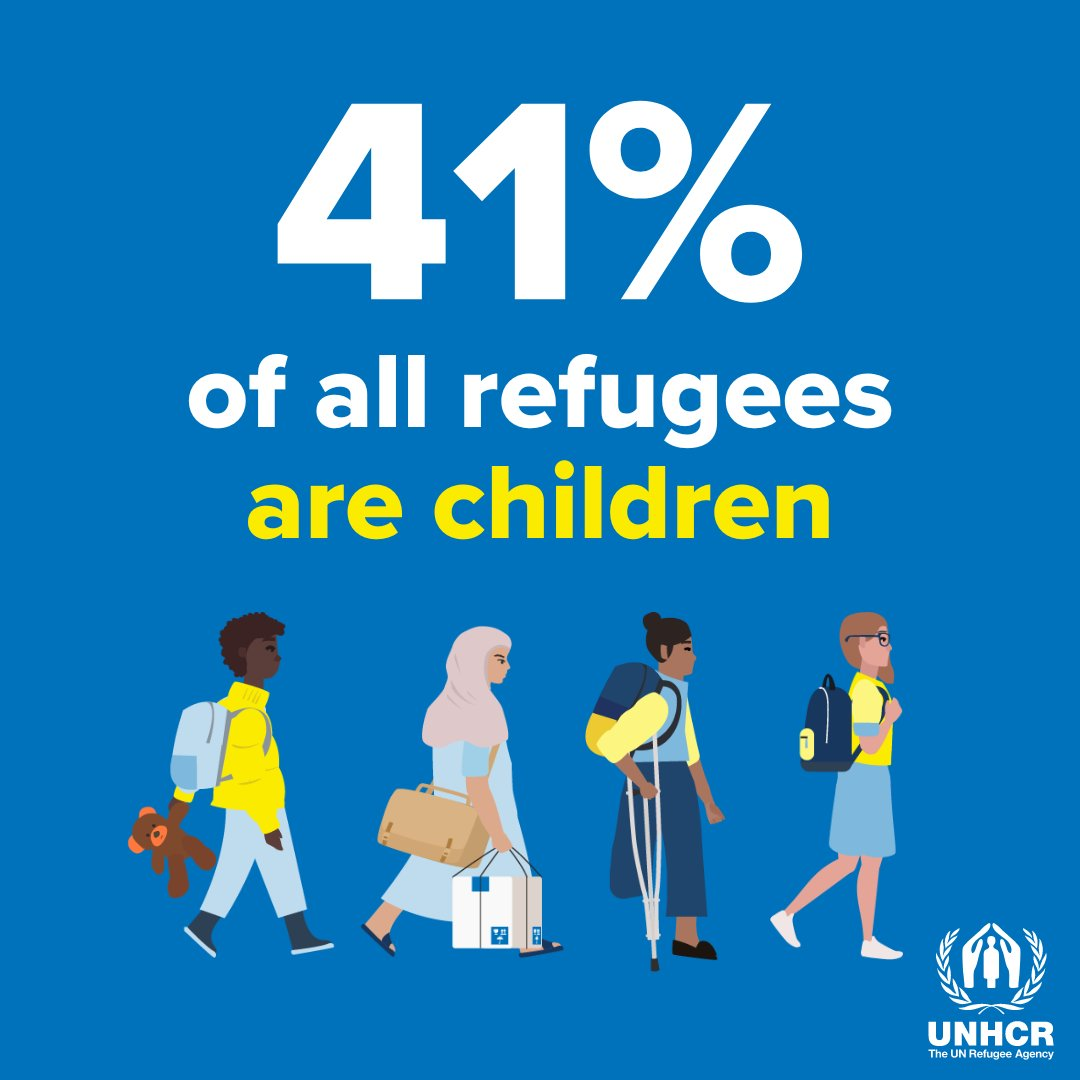 41%
of all refugees
are children
UNHCR
The UN Refugee Agency